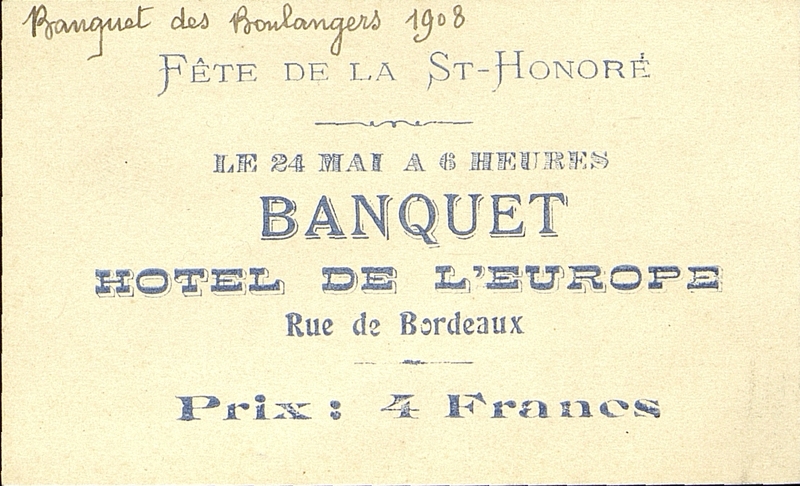 Banquet des Boulangers 1908
FÊTE DE LA ST-HONORÉ
LE 24 MAI A 6 HEURES
BANQUET
HOTEL DE L'EUROPE
Rue de Bordeaux
Prix : 4 Francs